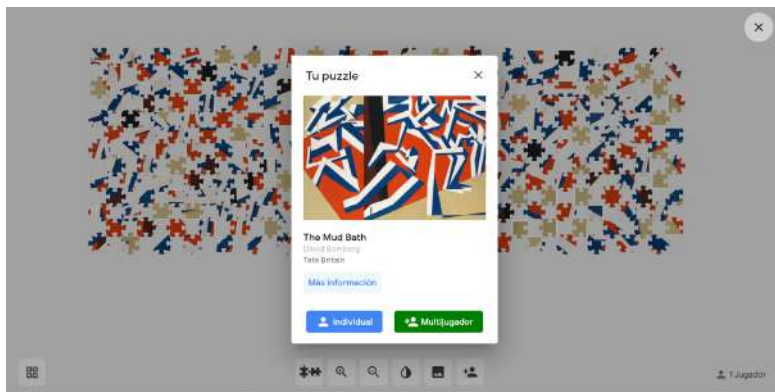 Tu puzzle
The Mud Bath
David Bomberg
Tate Britain
Más información
Individual
Multijugador
1 Jugador